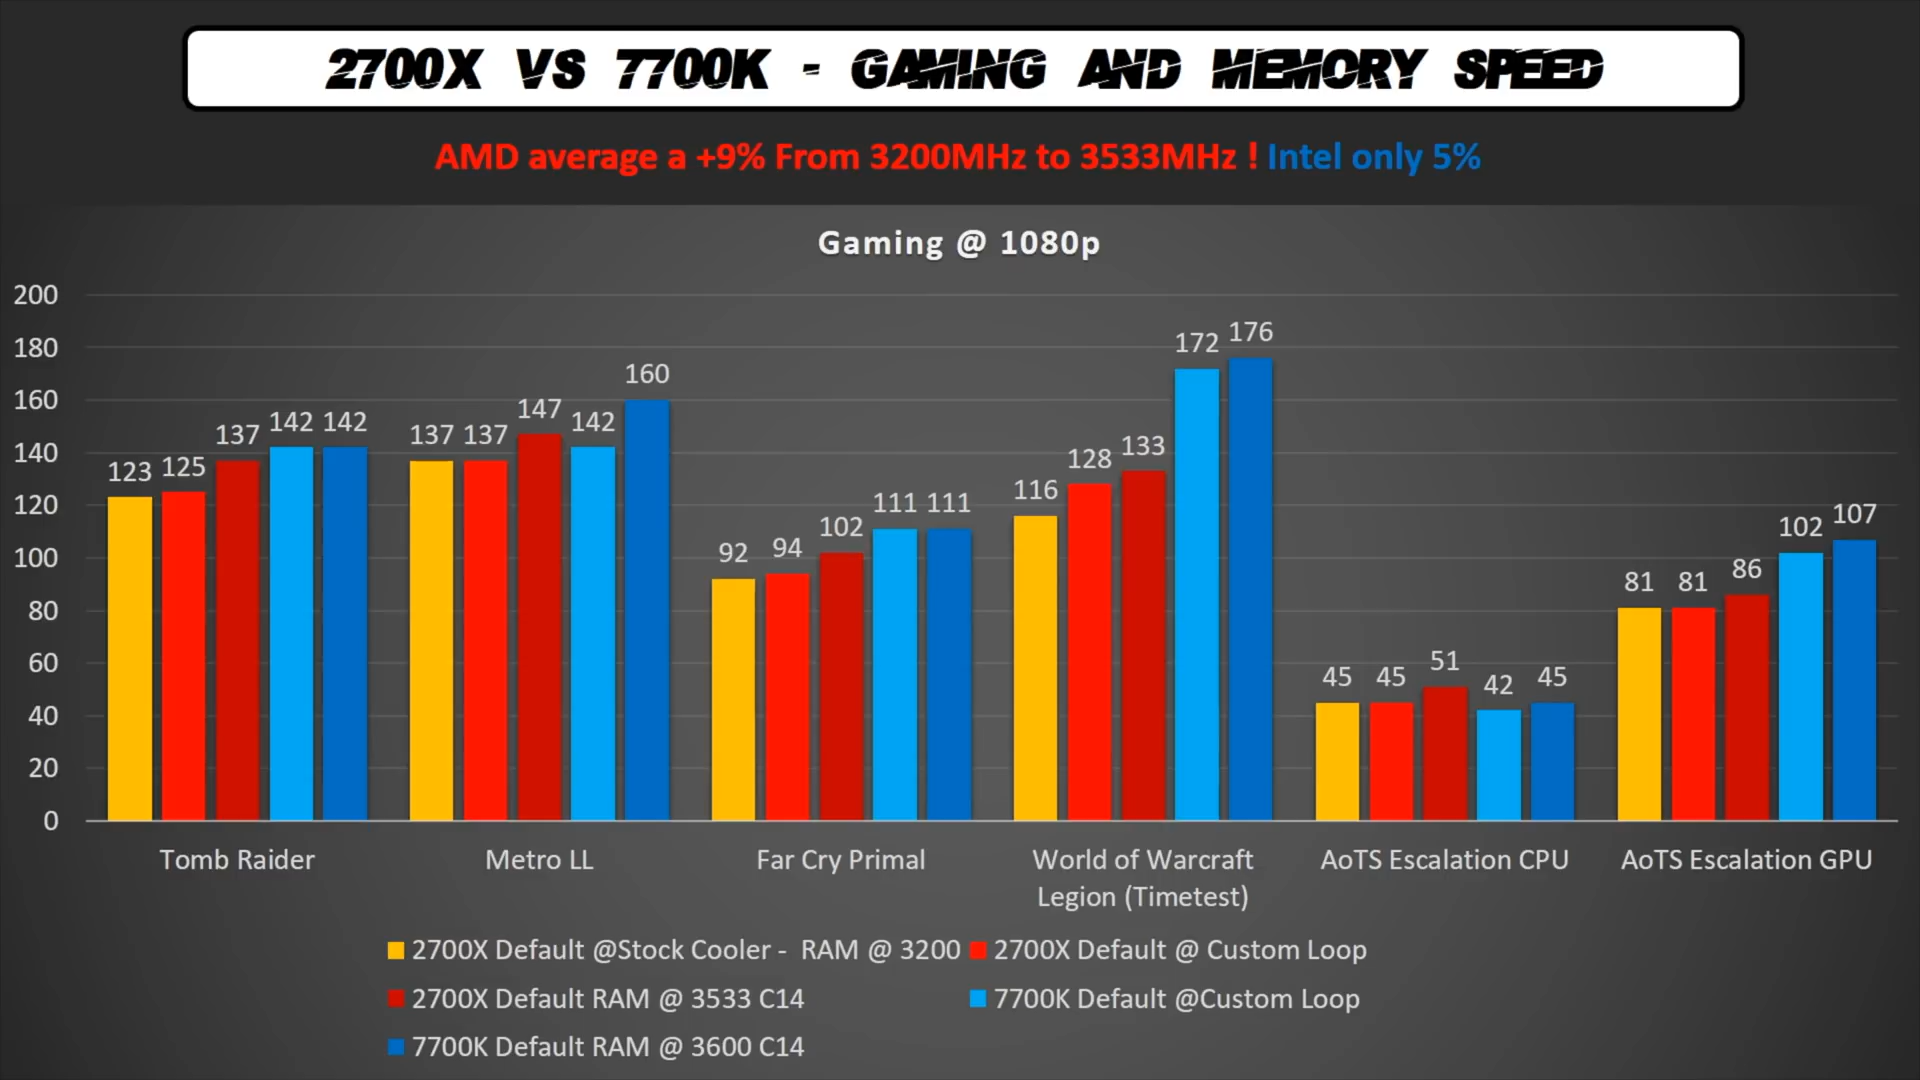 2700X VS 7700K - GAMING AND MEMORY SPEED
AMD average a +9% From 3200MHz to 3533MHz ! Intel only 5%
Gaming @ 1080p
200
180
160
140
120
100
80
60
40
20
0
123 125 137 142 142
137 137 147 142 160
92 94 102 111 111
116 128 133 172 176
45 45 51 42 45
81 81 86 102 107
Tomb Raider
Metro LL
Far Cry Primal
World of Warcraft
Legion (Timetest)
AoTS Escalation CPU
AoTS Escalation GPU
2700X Default @Stock Cooler - RAM @ 3200
2700X Default @ Custom Loop
2700X Default RAM @ 3533 C14
7700K Default @Custom Loop
7700K Default RAM @ 3600 C14